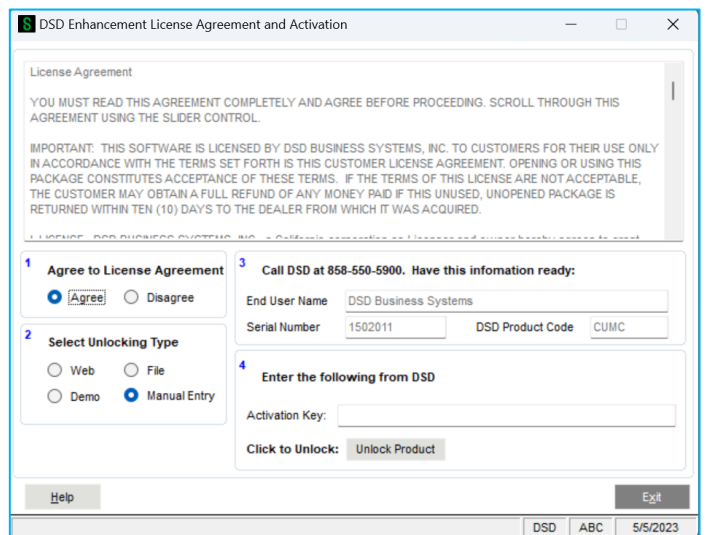 S DSD Enhancement License Agreement and Activation
License Agreement
YOU MUST READ THIS AGREEMENT COMPLETELY AND AGREE BEFORE PROCEEDING. SCROLL THROUGH THIS
AGREEMENT USING THE SLIDER CONTROL.
IMPORTANT: THIS SOFTWARE IS LICENSED BY DSD BUSINESS SYSTEMS, INC. TO CUSTOMERS FOR THEIR USE ONLY
IN ACCORDANCE WITH THE TERMS SET FORTH IS THIS CUSTOMER LICENSE AGREEMENT. OPENING OR USING THIS
PACKAGE CONSTITUTES ACCEPTANCE OF THESE TERMS. IF THE TERMS OF THIS LICENSE ARE NOT ACCEPTABLE,
THE CUSTOMER MAY OBTAIN A FULL REFUND OF ANY MONEY PAID IF THIS UNUSED, UNOPENED PACKAGE IS
RETURNED WITHIN TEN (10) DAYS TO THE DEALER FROM WHICH IT WAS ACQUIRED.
1 Agree to License Agreement
Agree Disagree
2 Select Unlocking Type
Web File
Demo Manual Entry
3 Call DSD at 858-550-5900. Have this infomation ready:
End User Name DSD Business Systems
Serial Number 1502011 DSD Product Code CUMC
4 Enter the following from DSD
Activation Key:
Click to Unlock: Unlock Product
Help Exit
DSD ABC 5/5/2023